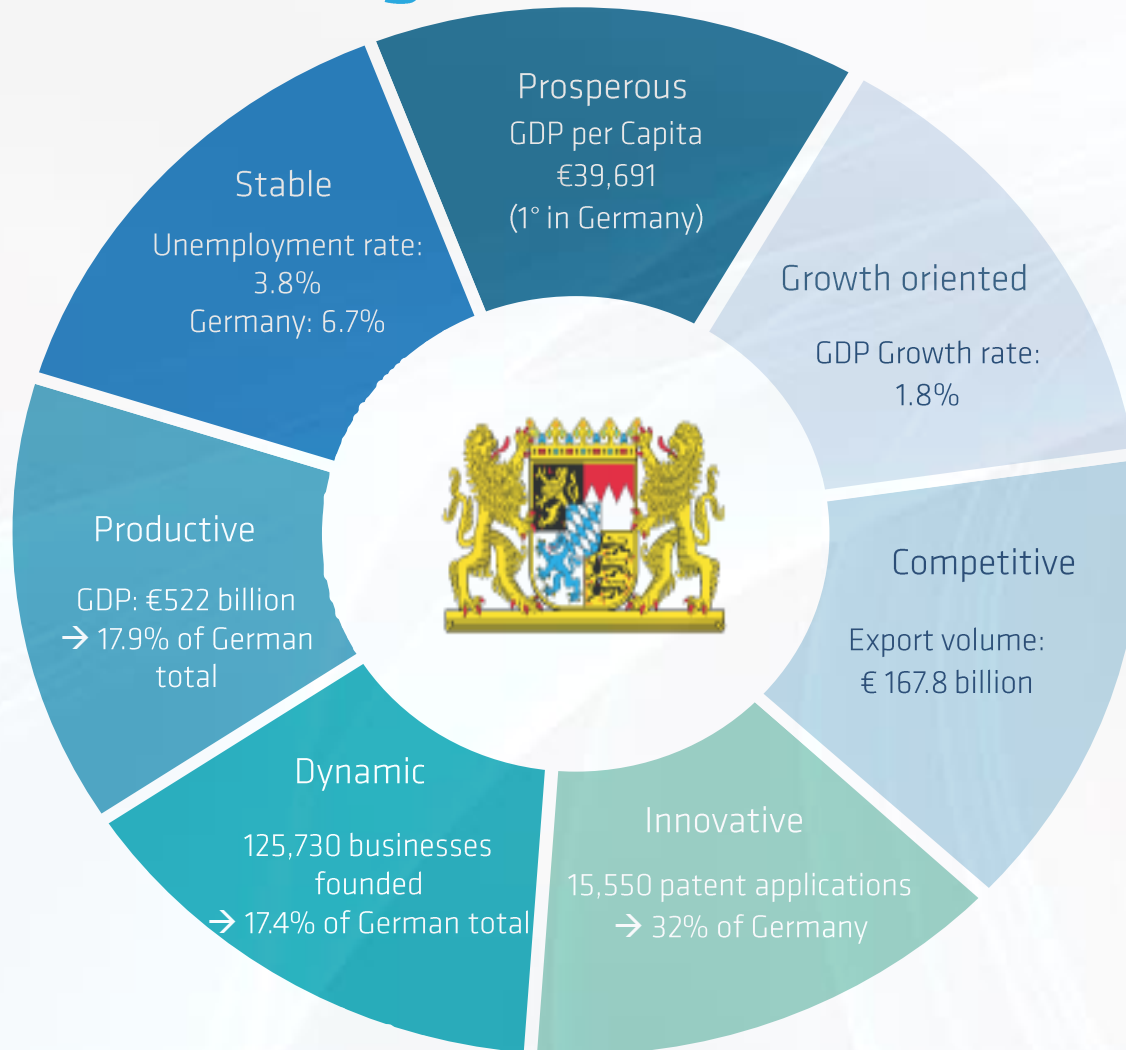 Prosperous
GDP per Capita
€39,691
(1° in Germany)
Growth oriented
GDP Growth rate:
1.8%
Competitive
Export volume:
€ 167.8 billion
Innovative
15,550 patent applications
→ 32% of Germany
Dynamic
125,730 businesses
founded
→ 17.4% of German total
Productive
GDP: €522 billion
→ 17.9% of German
total
Stable
Unemployment rate:
3.8%
Germany: 6.7%